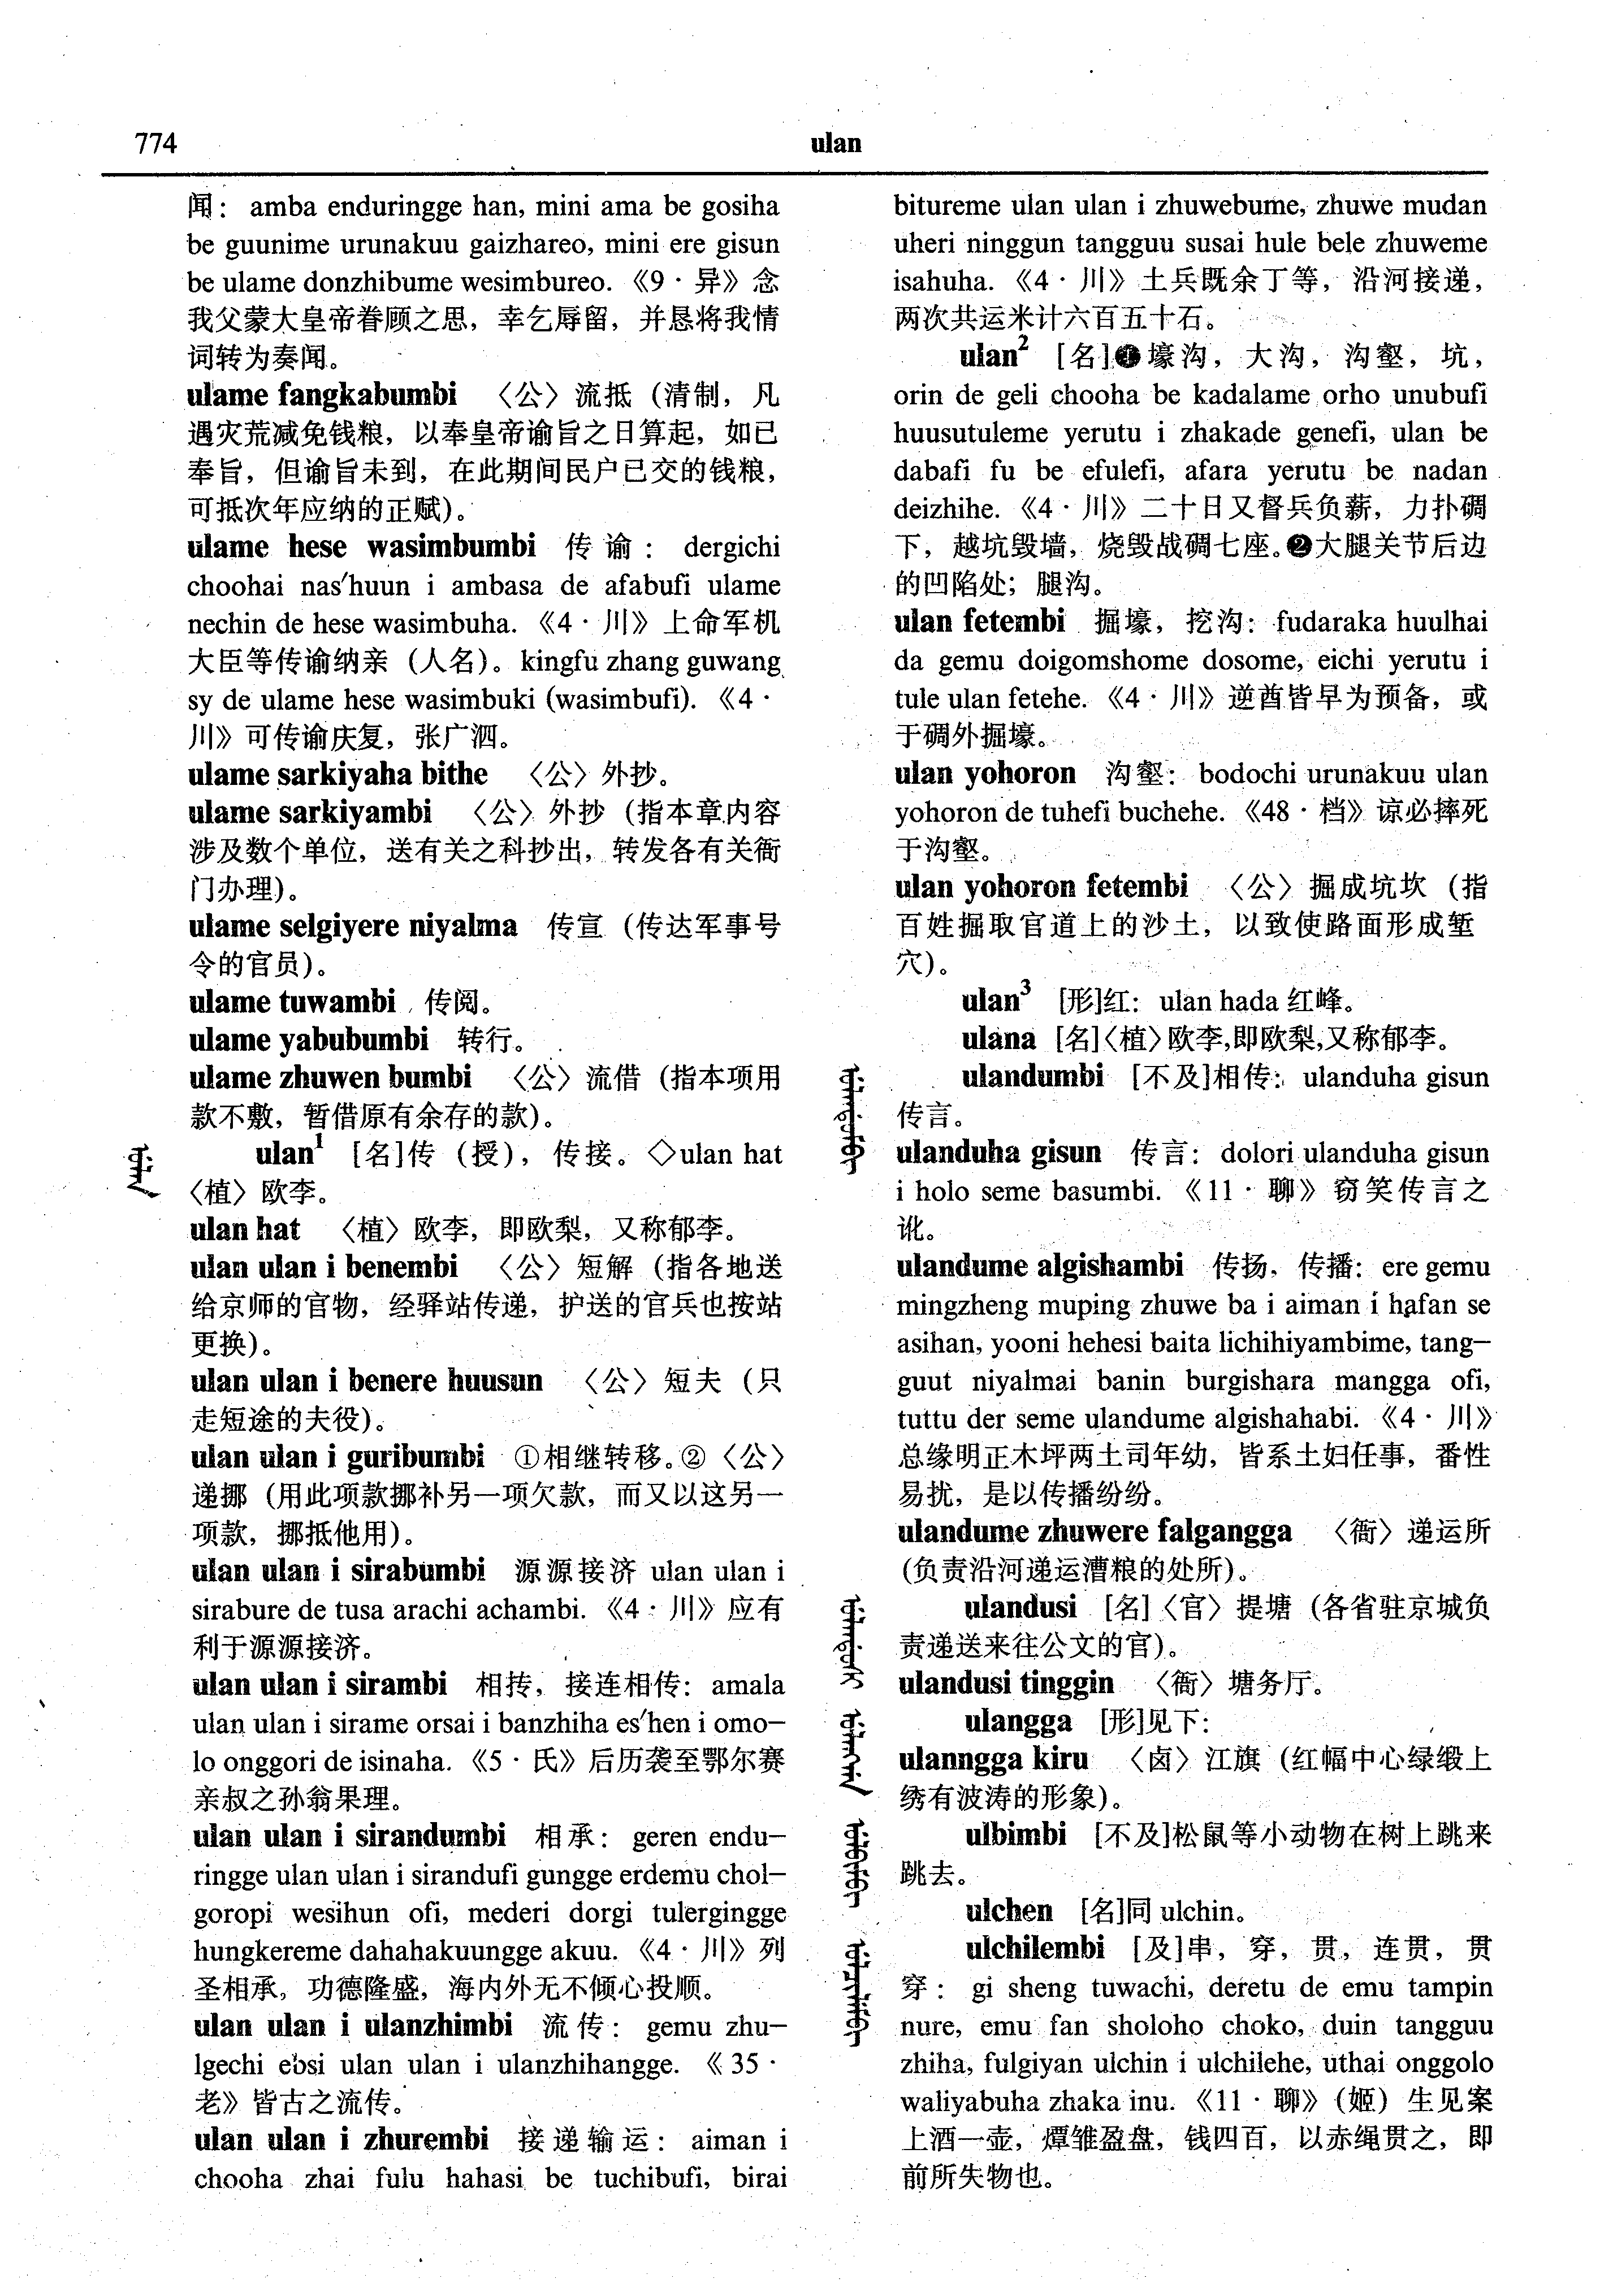 774
ulan
闻： amba enduringge han, mini ama be gosiha
be guunime urunakuu gaizhareo, mini ere gisun
be ulame donzhibume wesimbureo.《9·异》念
我父蒙大皇帝眷顾之思，幸乞辱留，并恳将我情
词转为奏闻。
ulame fangkabumbi 〈公〉流抵（清制，凡
遇灾荒减免钱粮，以奉皇帝谕旨之日算起，如已
奉旨，但谕旨未到，在此期间民户已交的钱粮，
可抵次年应纳的正赋）。
ulame hese wasimbumbi 传谕： dergichi
choohai nas'huun i ambasa de afabufi ulame
nechin de hese wasimbuha.《4·川》上命军机
大臣等传谕纳亲（人名）。kingfu zhang guwang
sy de ulame hese wasimbuki (wasimbufi).《4·
川》可传谕庆复，张广泗。
ulame sarkiyaha bithe 〈公〉外抄。
ulame sarkiyambi 〈公〉外抄（指本章内容
涉及数个单位，送有关之科抄出，转发各有关衙
门办理）。
ulame selgiyere niyalma 传宣（传达军事号
令的官员）。
ulame tuwambi 传阅。
ulame yabubumbi 转行。
ulame zhuwen bumbi 〈公〉流借（指本项用
款不敷，暂借原有余存的款）。
ulan¹ [名]传（授），传接。◇ulan hat
〈植〉欧李。
ulan hat 〈植〉欧李，即欧梨，又称郁李。
ulan ulan i benembi 〈公〉短解（指各地送
给京师的官物，经驿站传递，护送的官兵也按站
更换）。
ulan ulan i benere huusun 〈公〉短夫（只
走短途的夫役）。
ulan ulan i guribumbi ①相继转移。②〈公〉
递挪（用此项款挪补另一项欠款，而又以这另一
项款，挪抵他用）。
ulan ulan i sirabumbi 源源接济 ulan ulan i
sirabure de tusa arachi achambi.《4·川》应有
利于源源接济。
ulan ulan i sirambi 相抟，接连相传： amala
ulan ulan i sirame orsai i banzhiha es'hen i omo–
lo onggori de isinaha.《5·氏》后历袭至鄂尔赛
亲叔之孙翁果理。
ulan ulan i sirandumbi 相承： geren endu–
ringge ulan ulan i sirandufi gungge erdemu chol–
goropi wesihun ofi, mederi dorgi tulergingge
hungkereme dahahakuungge akuu.《4·川》列
圣相承，功德隆盛，海内外无不倾心投顺。
ulan ulan i ulanzhimbi 流传： gemu zhu–
lgechi ebsi ulan ulan i ulanzhihangge.《35·
老》皆古之流传。
ulan ulan i zhurembi 接递输运： aiman i
chooha zhai fulu hahasi be tuchibufi, birai
bitureme ulan ulan i zhuwebume, zhuwe mudan
uheri ninggun tangguu susai hule bele zhuweme
isahuha.《4·川》土兵既余丁等，沿河接递，
两次共运米计六百五十石。
ulan² [名]❶壕沟，大沟，沟壑，坑，
orin de geli chooha be kadalame orho unubufi
huusutuleme yerutu i zhakade genefi, ulan be
dabafi fu be efulefi, afara yerutu be nadan
deizhihe.《4·川》二十日又督兵负薪，力扑碉
下，越坑毁墙，烧毁战碉七座。❷大腿关节后边
的凹陷处；腿沟。
ulan fetembi 掘壕，挖沟： fudaraka huulhai
da gemu doigomshome dosome, eichi yerutu i
tule ulan fetehe.《4·川》逆酋皆早为预备，或
于碉外掘壕。
ulan yohoron 沟壑： bodochi urunakuu ulan
yohoron de tuhefi buchehe.《48·档》谅必摔死
于沟壑。
ulan yohoron fetembi 〈公〉掘成坑坎（指
百姓掘取官道上的沙土，以致使路面形成堑
穴）。
ulan³ [形]红： ulan hada 红峰。
ulana [名]〈植〉欧李,即欧梨,又称郁李。
ulandumbi [不及]相传： ulanduha gisun
传言。
ulanduha gisun 传言： dolori ulanduha gisun
i holo seme basumbi.《11·聊》窃笑传言之
讹。
ulandume algishambi 传扬，传播： ere gemu
mingzheng muping zhuwe ba i aiman i hafan se
asihan, yooni hehesi baita lichihiyambime, tang–
guut niyalmai banin burgishara mangga ofi,
tuttu der seme ulandume algishahabi.《4·川》
总缘明正木坪两土司年幼，皆系土妇任事，番性
易扰，是以传播纷纷。
ulandume zhuwere falgangga 〈衙〉递运所
（负责沿河递运漕粮的处所）。
ulandusi [名]〈官〉提塘（各省驻京城负
责递送来往公文的官）。
ulandusi tinggin 〈衙〉塘务厅。
ulangga [形]见下：
ulanngga kiru 〈卤〉江旗（红幅中心绿缎上
绣有波涛的形象）。
ulbimbi [不及]松鼠等小动物在树上跳来
跳去。
ulchen [名]同 ulchin。
ulchilembi [及]串，穿，贯，连贯，贯
穿： gi sheng tuwachi, deretu de emu tampin
nure, emu fan sholoho choko, duin tangguu
zhiha, fulgiyan ulchin i ulchilehe, uthai onggolo
waliyabuha zhaka inu.《11·聊》（姬）生见案
上酒一壶，燂雏盈盘，钱四百，以赤绳贯之，即
前所失物也。